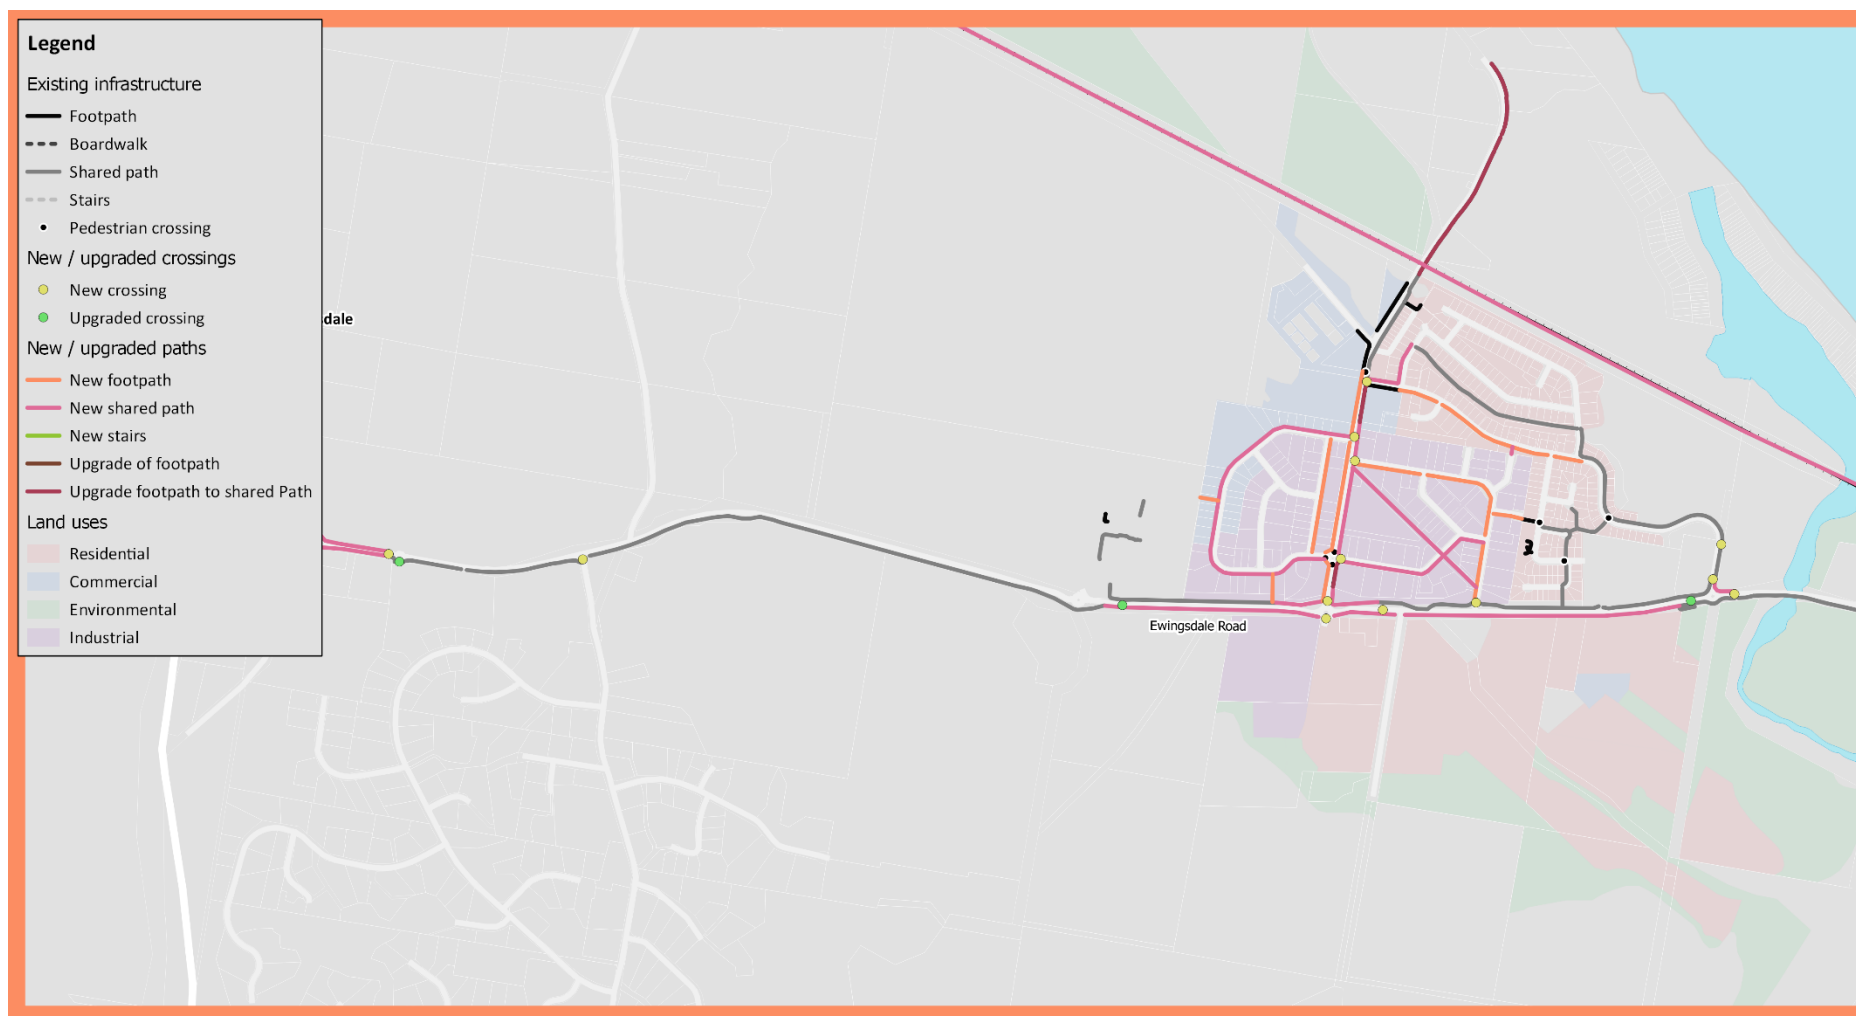 Legend
Existing infrastructure
Footpath
Boardwalk
Shared path
Stairs
Pedestrian crossing
New / upgraded crossings
New crossing
Upgraded crossing
New / upgraded paths
New footpath
New shared path
New stairs
Upgrade of footpath
Upgrade footpath to shared Path
Land uses
Residential
Commercial
Environmental
Industrial
dale
Ewingsdale Road